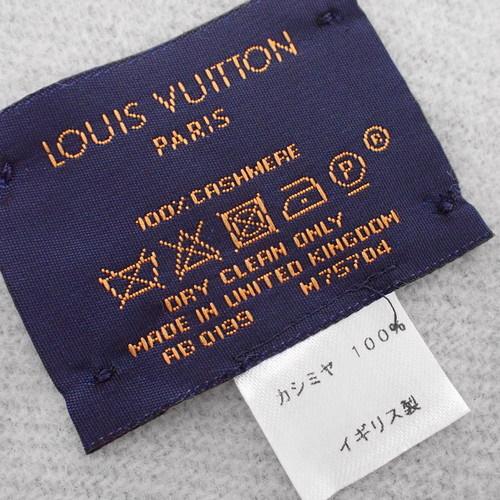 LOUIS VUITTON
PARIS
100% CASHMERE
P
R
DRY CLEAN ONLY
MADE IN UNITED KINGDOM
AG 0199 M75704
カシミヤ 100%
イギリス製